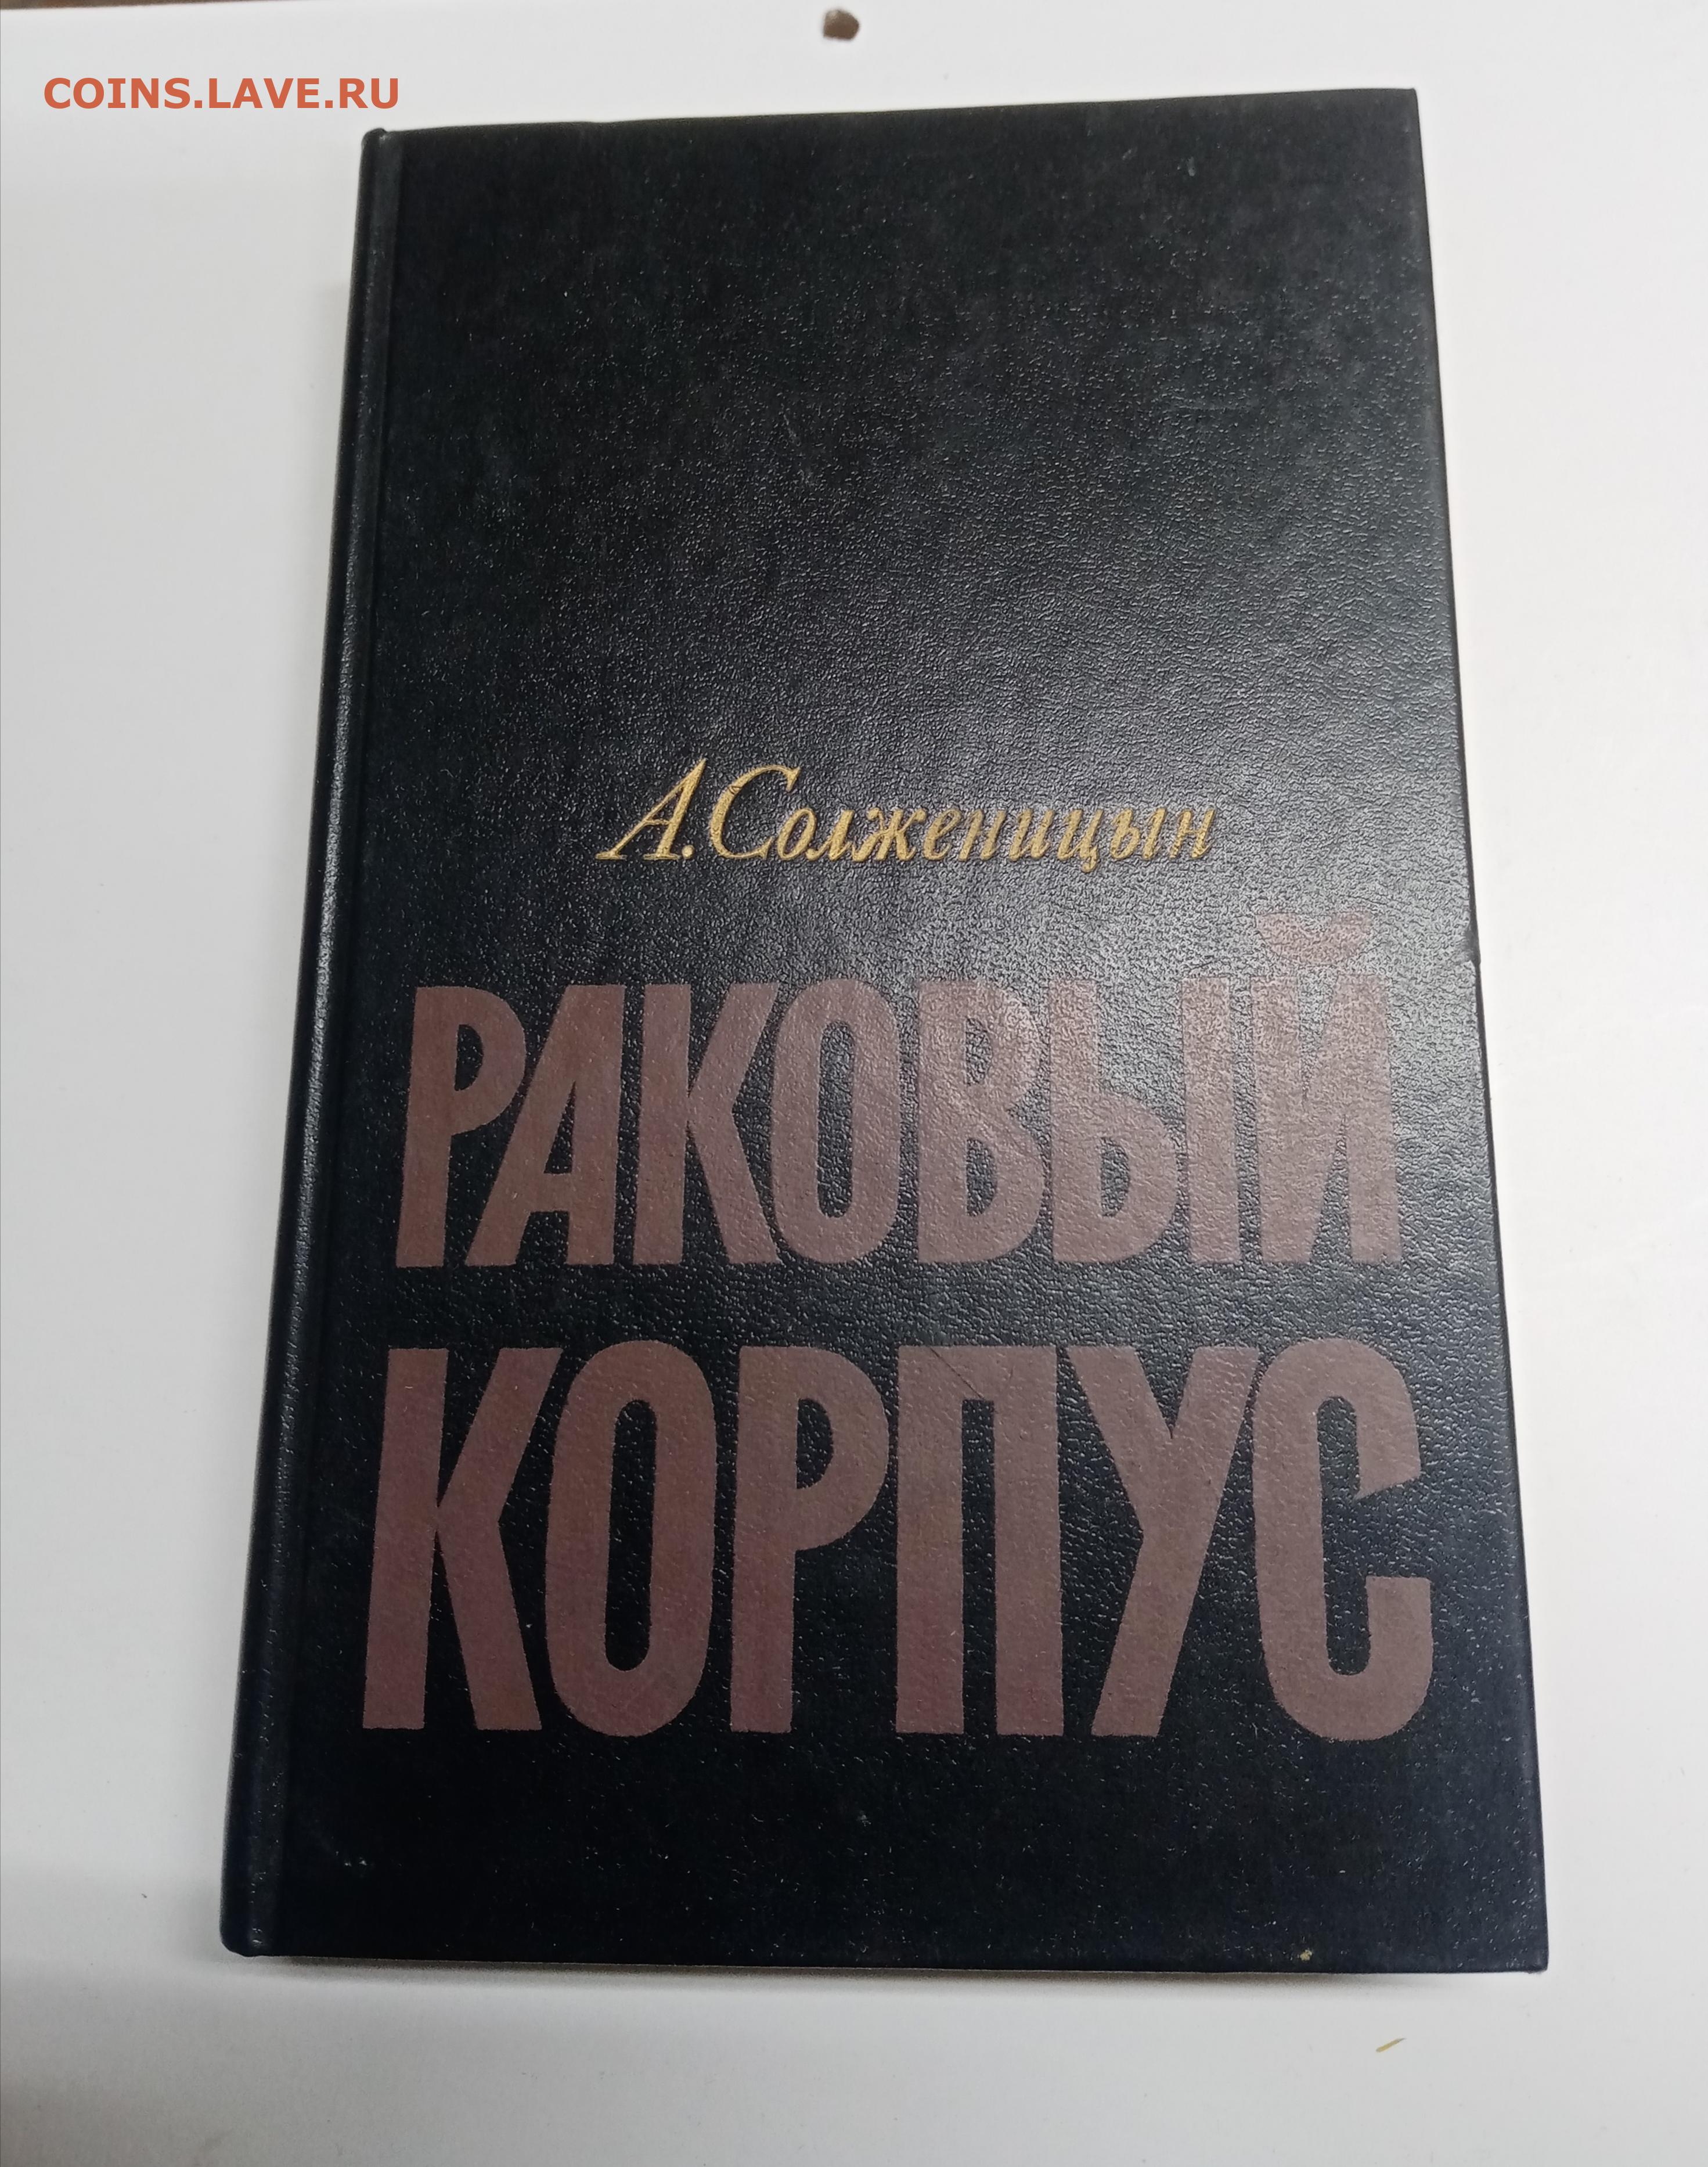 COINS.LAVE.RU
А. Солженицын
РАКОВЫЙ
КОРПУС